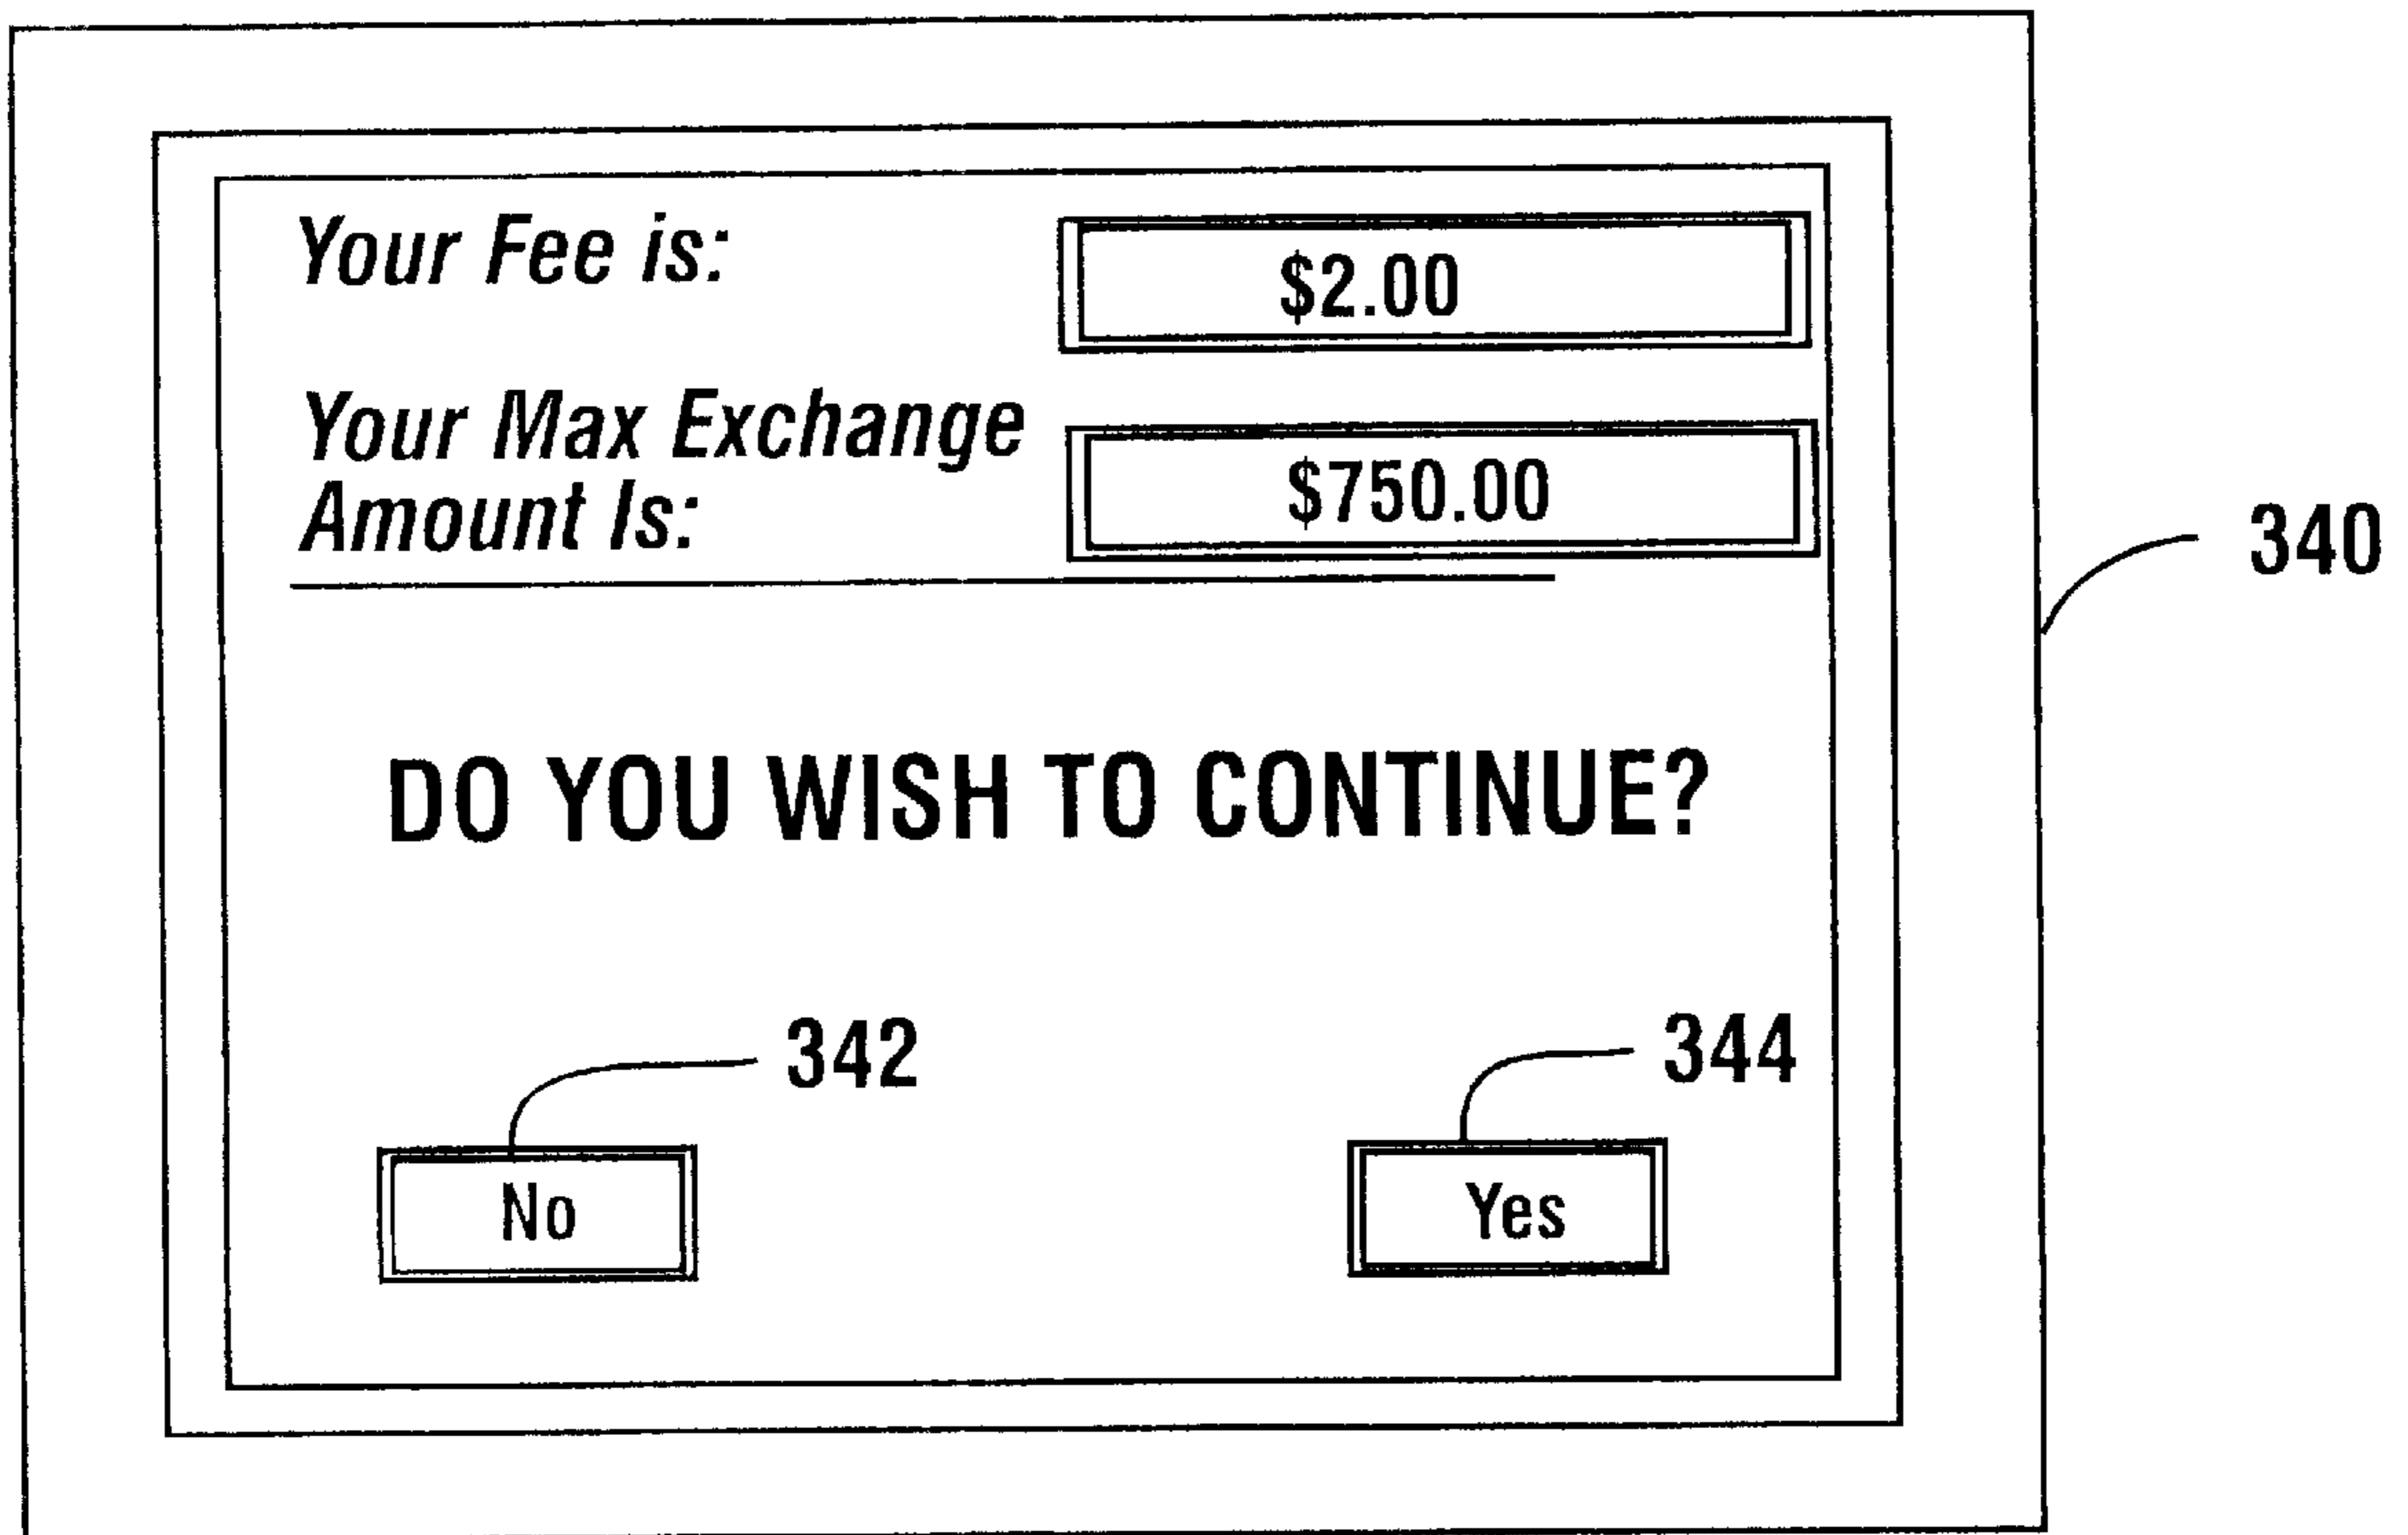 Your Fee is:
$2.00
Your Max Exchange
Amount Is:
$750.00
340
DO YOU WISH TO CONTINUE?
342
344
No
Yes